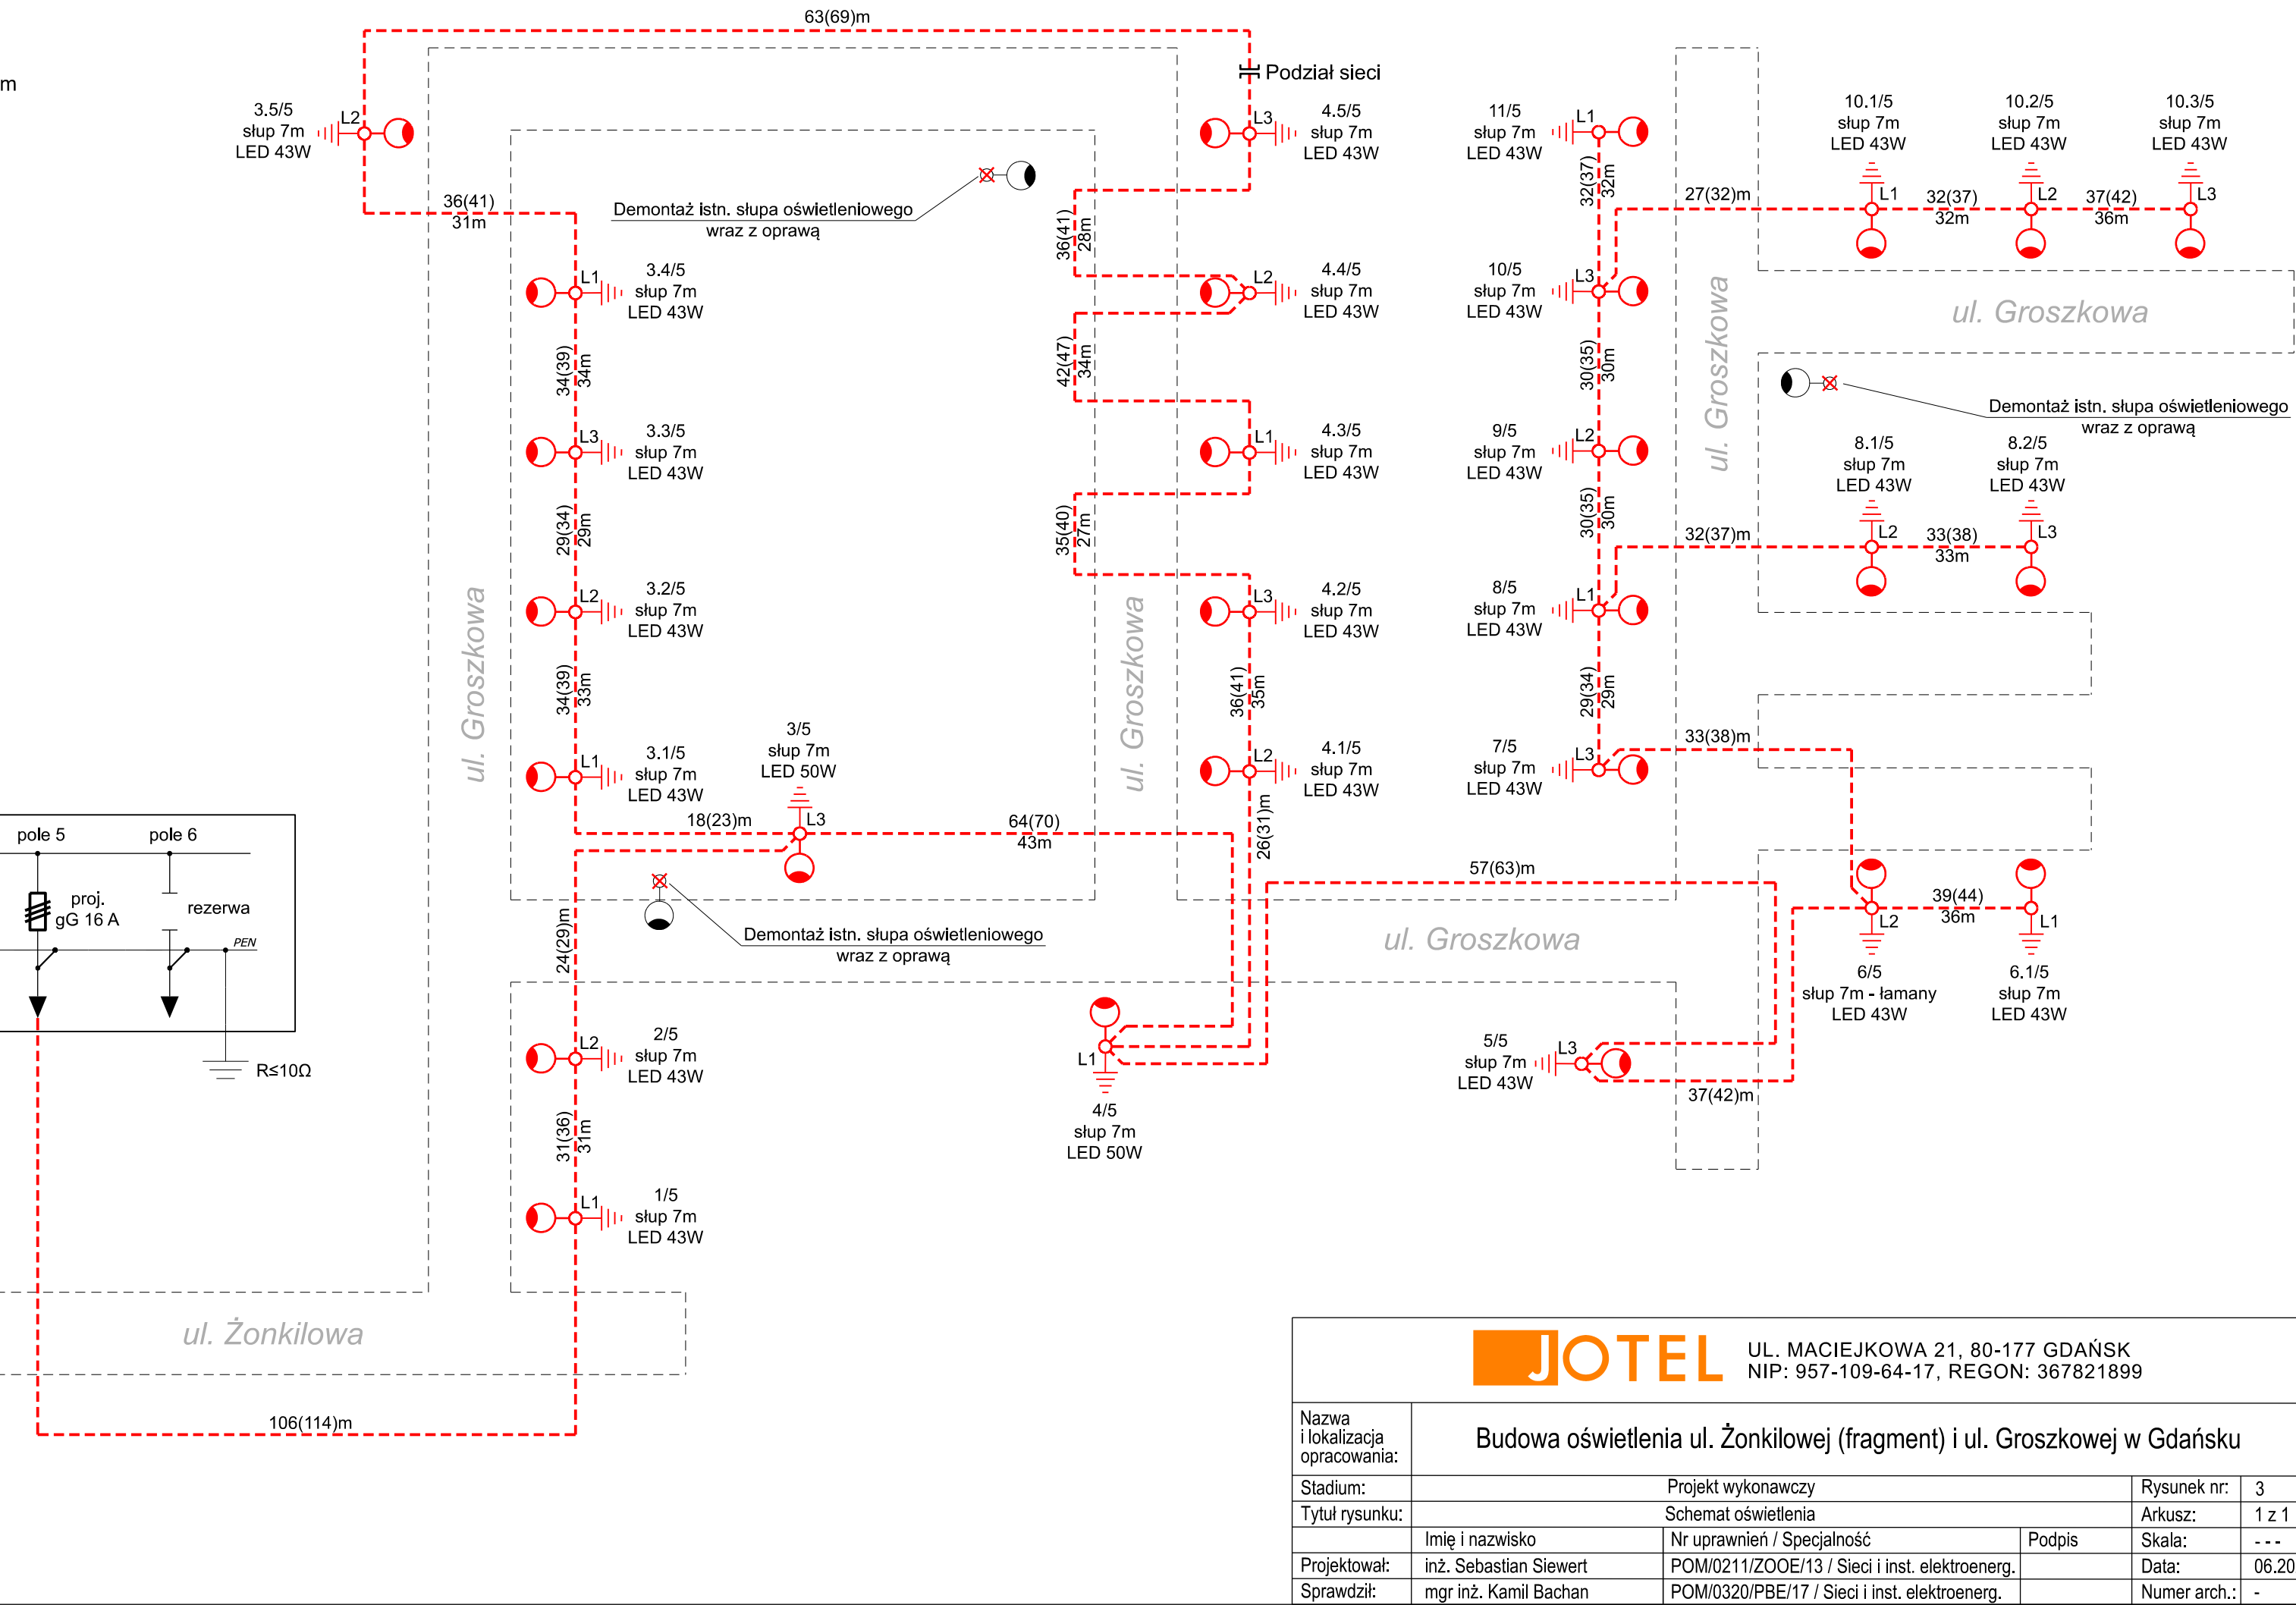 63(69)m
m
Podział sieci
3.5/5
słup 7m
LED 43W
L2
36(41)
31m
Demontaż istn. słupa oświetleniowego
wraz z oprawą
L3
4.5/5
słup 7m
LED 43W
36(41)
28m
11/5
słup 7m
LED 43W
L1
32(37)
32m
10.1/5
słup 7m
LED 43W
L1
10.2/5
słup 7m
LED 43W
L2
10.3/5
słup 7m
LED 43W
L3
27(32)m
32(37)
32m
37(42)
36m
L1
3.4/5
słup 7m
LED 43W
34(39)
34m
L2
4.4/5
słup 7m
LED 43W
42(47)
34m
10/5
słup 7m
LED 43W
L3
30(35)
30m
ul. Groszkowa
ul. Groszkowa
Demontaż istn. słupa oświetleniowego
wraz z oprawą
L3
3.3/5
słup 7m
LED 43W
29(34)
29m
L1
4.3/5
słup 7m
LED 43W
35(40)
27m
9/5
słup 7m
LED 43W
L2
30(35)
30m
8.1/5
słup 7m
LED 43W
L2
8.2/5
słup 7m
LED 43W
L3
32(37)m
33(38)
33m
ul. Groszkowa
L2
3.2/5
słup 7m
LED 43W
34(39)
33m
ul. Groszkowa
L3
4.2/5
słup 7m
LED 43W
36(41)
35m
8/5
słup 7m
LED 43W
L1
29(34)
29m
L1
3.1/5
słup 7m
LED 43W
3/5
słup 7m
LED 50W
L3
18(23)m
64(70)
43m
L2
4.1/5
słup 7m
LED 43W
26(31)m
7/5
słup 7m
LED 43W
L3
33(38)m
57(63)m
pole 5
pole 6
proj.
gG 16 A
rezerwa
PEN
R≤10Ω
24(29)m
Demontaż istn. słupa oświetleniowego
wraz z oprawą
ul. Groszkowa
39(44)
36m
L2
6/5
słup 7m - łamany
LED 43W
L1
6.1/5
słup 7m
LED 43W
L2
2/5
słup 7m
LED 43W
31(36)
31m
L1
4/5
słup 7m
LED 50W
5/5
słup 7m
LED 43W
L3
37(42)m
L1
1/5
słup 7m
LED 43W
ul. Żonkilowa
106(114)m
JOTEL
UL. MACIEJKOWA 21, 80-177 GDAŃSK
NIP: 957-109-64-17, REGON: 367821899
Nazwa
i lokalizacja
opracowania:
Budowa oświetlenia ul. Żonkilowej (fragment) i ul. Groszkowej w Gdańsku
Stadium: Projekt wykonawczy Rysunek nr: 3
Tytuł rysunku: Schemat oświetlenia Arkusz: 1 z 1
Imię i nazwisko Nr uprawnień / Specjalność Podpis Skala: - - -
Projektował: inż. Sebastian Siewert POM/0211/ZOOE/13 / Sieci i inst. elektroenerg. Data: 06.20
Sprawdził: mgr inż. Kamil Bachan POM/0320/PBE/17 / Sieci i inst. elektroenerg. Numer arch.: -